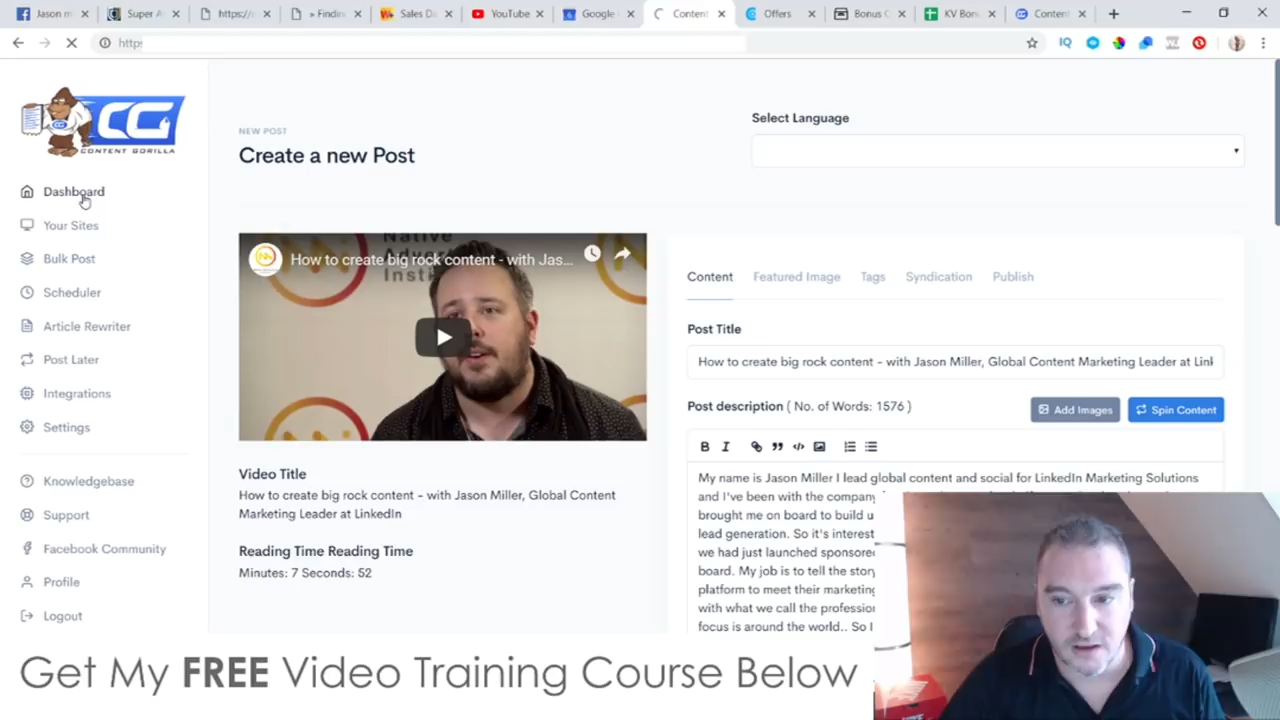 Jason m
Super A
https://
» Findin
Sales D
YouTube
Google
Content
Offers
Bonus C
KV Bon
Content
https
CG
CONTENT GORILLA
Dashboard
Your Sites
Bulk Post
Scheduler
Article Rewriter
Post Later
Integrations
Settings
Knowledgebase
Support
Facebook Community
Profile
Logout
NEW POST
Create a new Post
Select Language
Native
Adver
Insti
How to create big rock content - with Jas...
Video Title
How to create big rock content - with Jason Miller, Global Content
Marketing Leader at LinkedIn
Reading Time Reading Time
Minutes: 7 Seconds: 52
Content Featured Image Tags Syndication Publish
Post Title
How to create big rock content - with Jason Miller, Global Content Marketing Leader at Link
Post description ( No. of Words: 1576 )
Add Images
Spin Content
B I
My name is Jason Miller I lead global content and social for LinkedIn Marketing Solutions
and I've been with the company
brought me on board to build u
lead generation. So it's interest
we had just launched sponsore
board. My job is to tell the story
platform to meet their marketing
with what we call the profession
focus is around the world.. So I
Get My FREE Video Training Course Below